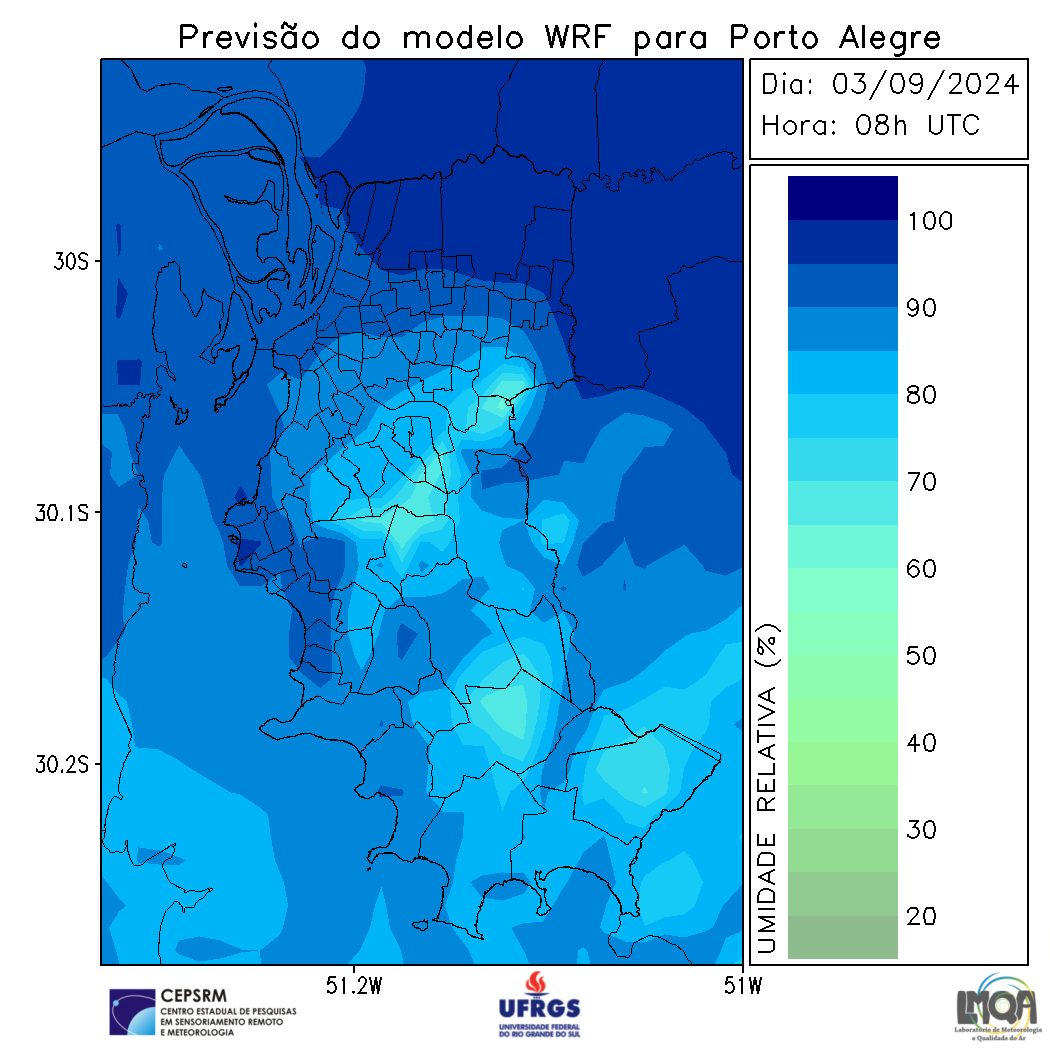 Previsão do modelo WRF para Porto Alegre
Dia: 03/09/2024
Hora: 08h UTC
30S
30.1S
30.2S
51.2W
51W
UMIDADE RELATIVA (%)
100
90
80
70
60
50
40
30
20
CEPSRM
CENTRO ESTADUAL DE PESQUISAS
EM SENSORIAMENTO REMOTO
E METEOROLOGIA
UFRGS
UNIVERSIDADE FEDERAL
DO RIO GRANDE DO SUL
LMQA
Laboratório de Meteorologia
e Qualidade do Ar